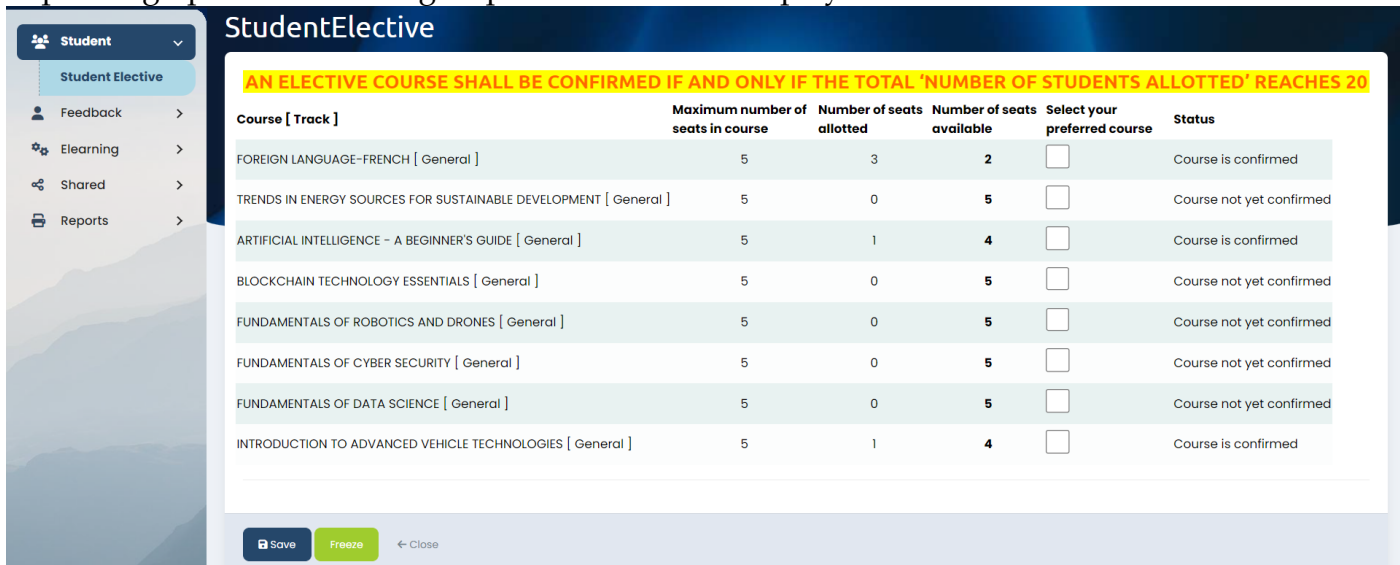 StudentElective
Student
Student Elective
Feedback
Elearning
Shared
Reports
AN ELECTIVE COURSE SHALL BE CONFIRMED IF AND ONLY IF THE TOTAL ‘NUMBER OF STUDENTS ALLOTTED’ REACHES 20
Course [ Track ] Maximum number of seats in course Number of seats allotted Number of seats available Select your preferred course Status
FOREIGN LANGUAGE-FRENCH [ General ] 5 3 2 Course is confirmed
TRENDS IN ENERGY SOURCES FOR SUSTAINABLE DEVELOPMENT [ General ] 5 0 5 Course not yet confirmed
ARTIFICIAL INTELLIGENCE - A BEGINNER'S GUIDE [ General ] 5 1 4 Course is confirmed
BLOCKCHAIN TECHNOLOGY ESSENTIALS [ General ] 5 0 5 Course not yet confirmed
FUNDAMENTALS OF ROBOTICS AND DRONES [ General ] 5 0 5 Course not yet confirmed
FUNDAMENTALS OF CYBER SECURITY [ General ] 5 0 5 Course not yet confirmed
FUNDAMENTALS OF DATA SCIENCE [ General ] 5 0 5 Course not yet confirmed
INTRODUCTION TO ADVANCED VEHICLE TECHNOLOGIES [ General ] 5 1 4 Course is confirmed
Save Freeze ← Close